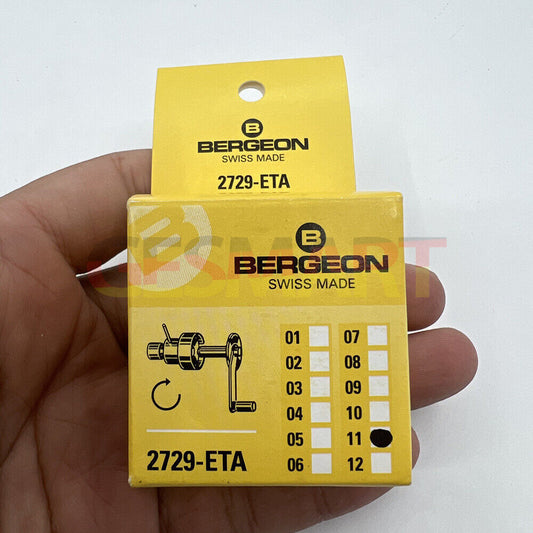 B
BERGEON
SWISS MADE
2729-ETA
B
BERGEON
SWISS MADE
GESMART
01 07
02 08
03 09
04 10
05 11
06 12
2729-ETA